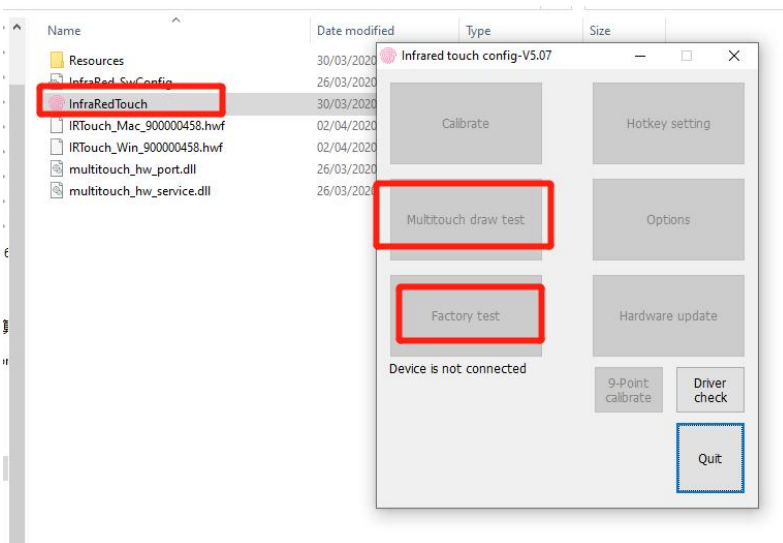 Name Date modified Type Size
Resources 30/03/2020
InfraRed_SwConfig 26/03/2020
InfraRedTouch 30/03/2020
IRTouch_Mac_900000458.hwf 02/04/2020
IRTouch_Win_900000458.hwf 02/04/2020
multitouch_hw_port.dll 26/03/2020
multitouch_hw_service.dll 26/03/2020
Infrared touch config-V5.07
Calibrate
Hotkey setting
Multitouch draw test
Options
Factory test
Hardware update
Device is not connected
9-Point
calibrate
Driver
check
Quit